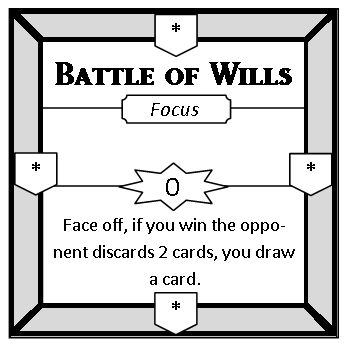 *
BATTLE OF WILLS
Focus
* *
0
Face off, if you win the oppo-
nent discards 2 cards, you draw
a card.
*